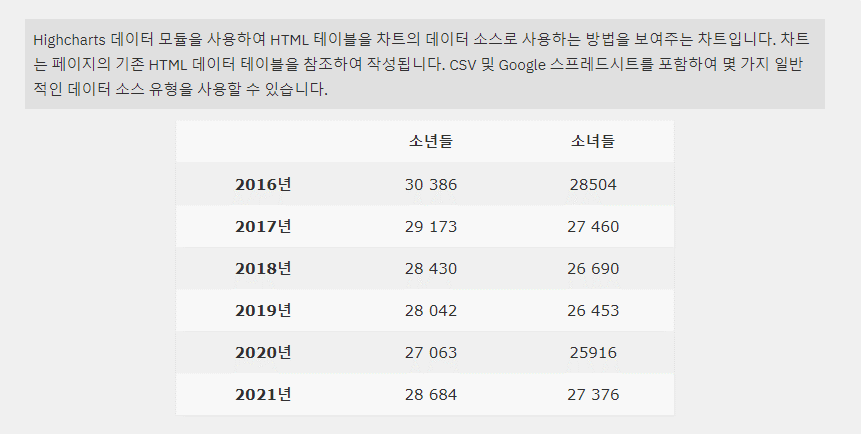 Highcharts 데이터 모듈을 사용하여 HTML 테이블을 차트의 데이터 소스로 사용하는 방법을 보여주는 차트입니다. 차트
는 페이지의 기존 HTML 데이터 테이블을 참조하여 작성됩니다. CSV 및 Google 스프레드시트를 포함하여 몇 가지 일반
적인 데이터 소스 유형을 사용할 수 있습니다.
소년들 소녀들
2016년 30 386 28504
2017년 29 173 27 460
2018년 28 430 26 690
2019년 28 042 26 453
2020년 27 063 25916
2021년 28 684 27 376